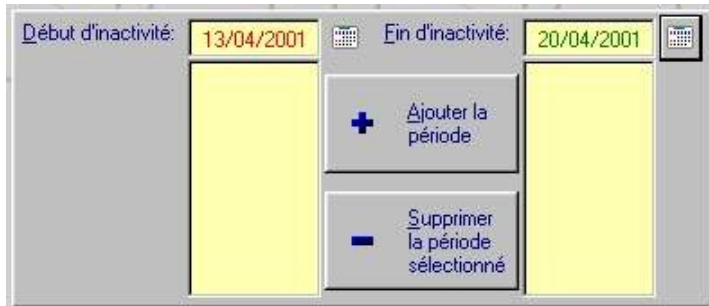 Début d'inactivité: 13/04/2001 Fin d'inactivité: 20/04/2001
Ajouter la
période
Supprimer
la période
sélectionné